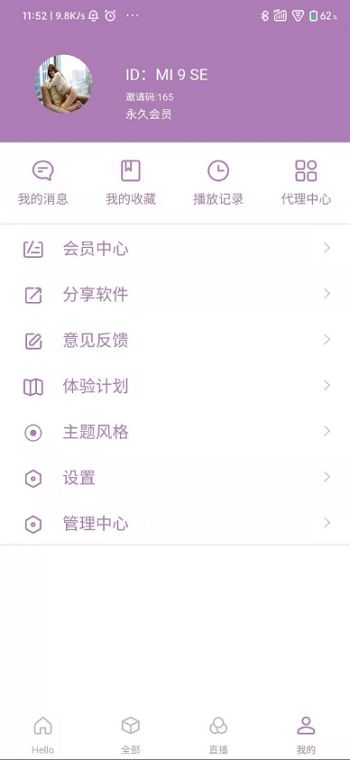 11:52 | 9.8K/s ··· 62
ID：MI 9 SE
邀请码:165
永久会员
我的消息 我的收藏 播放记录 代理中心
会员中心
分享软件
意见反馈
体验计划
主题风格
设置
管理中心
Hello 全部 直播 我的